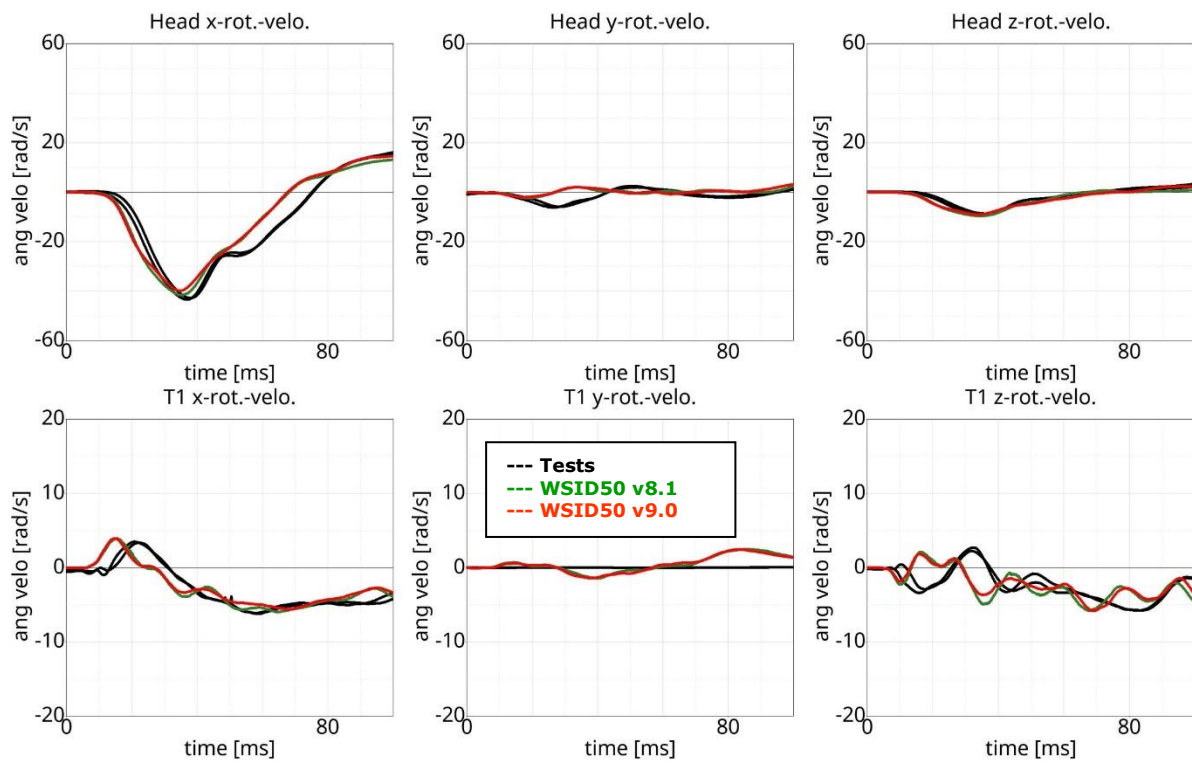 Head x-rot.-velo.
60
20
-20
-60
ang velo [rad/s]
0
80
time [ms]
Head y-rot.-velo.
60
20
-20
-60
ang velo [rad/s]
0
80
time [ms]
Head z-rot.-velo.
60
20
-20
-60
ang velo [rad/s]
0
80
time [ms]
T1 x-rot.-velo.
20
10
0
-10
-20
ang velo [rad/s]
0
80
time [ms]
T1 y-rot.-velo.
20
10
0
-10
-20
ang velo [rad/s]
--- Tests
--- WSID50 v8.1
--- WSID50 v9.0
0
80
time [ms]
T1 z-rot.-velo.
20
10
0
-10
-20
ang velo [rad/s]
0
80
time [ms]